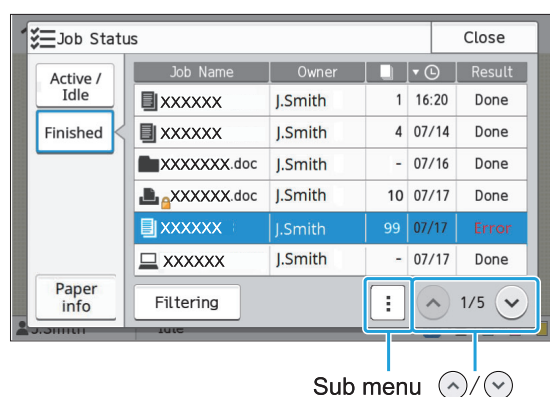 Job Status Close
Active / Idle
Job Name Owner Result
XXXXXX J.Smith 1 16:20 Done
Finished
XXXXXX J.Smith 4 07/14 Done
XXXXXXX.doc J.Smith - 07/16 Done
XXXXXXX.doc J.Smith 10 07/17 Done
XXXXXX J.Smith 99 07/17 Error
XXXXXX J.Smith - 07/17 Done
Paper info
Filtering 1/5
J.Smith Idle
Sub menu /